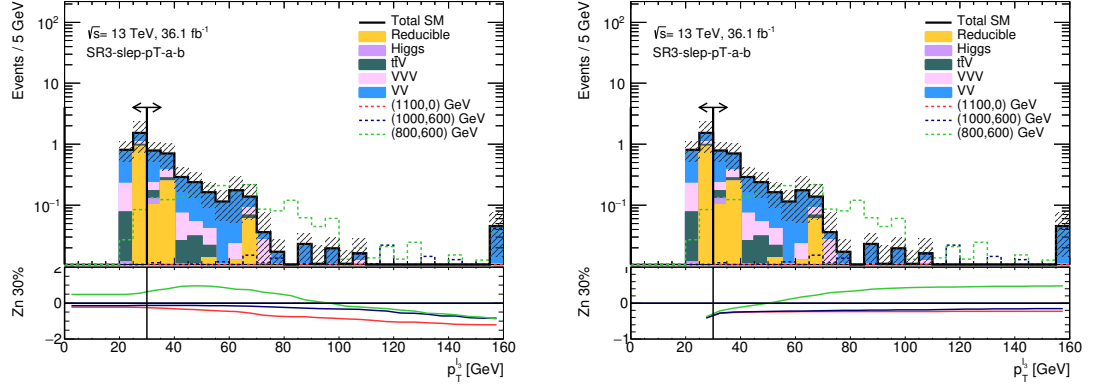 Events / 5 GeV
10²
10
1
10⁻¹
√s= 13 TeV, 36.1 fb⁻¹
SR3-slep-pT-a-b
Total SM
Reducible
Higgs
tt̄V
VVV
VV
(1100,0) GeV
(1000,600) GeV
(800,600) GeV
Zn 30%
2
0
−2
0 20 40 60 80 100 120 140 160
p_T^{l_3} [GeV]
Events / 5 GeV
10²
10
1
10⁻¹
√s= 13 TeV, 36.1 fb⁻¹
SR3-slep-pT-a-b
Total SM
Reducible
Higgs
tt̄V
VVV
VV
(1100,0) GeV
(1000,600) GeV
(800,600) GeV
Zn 30%
1
0
−1
0 20 40 60 80 100 120 140 160
p_T^{l_3} [GeV]